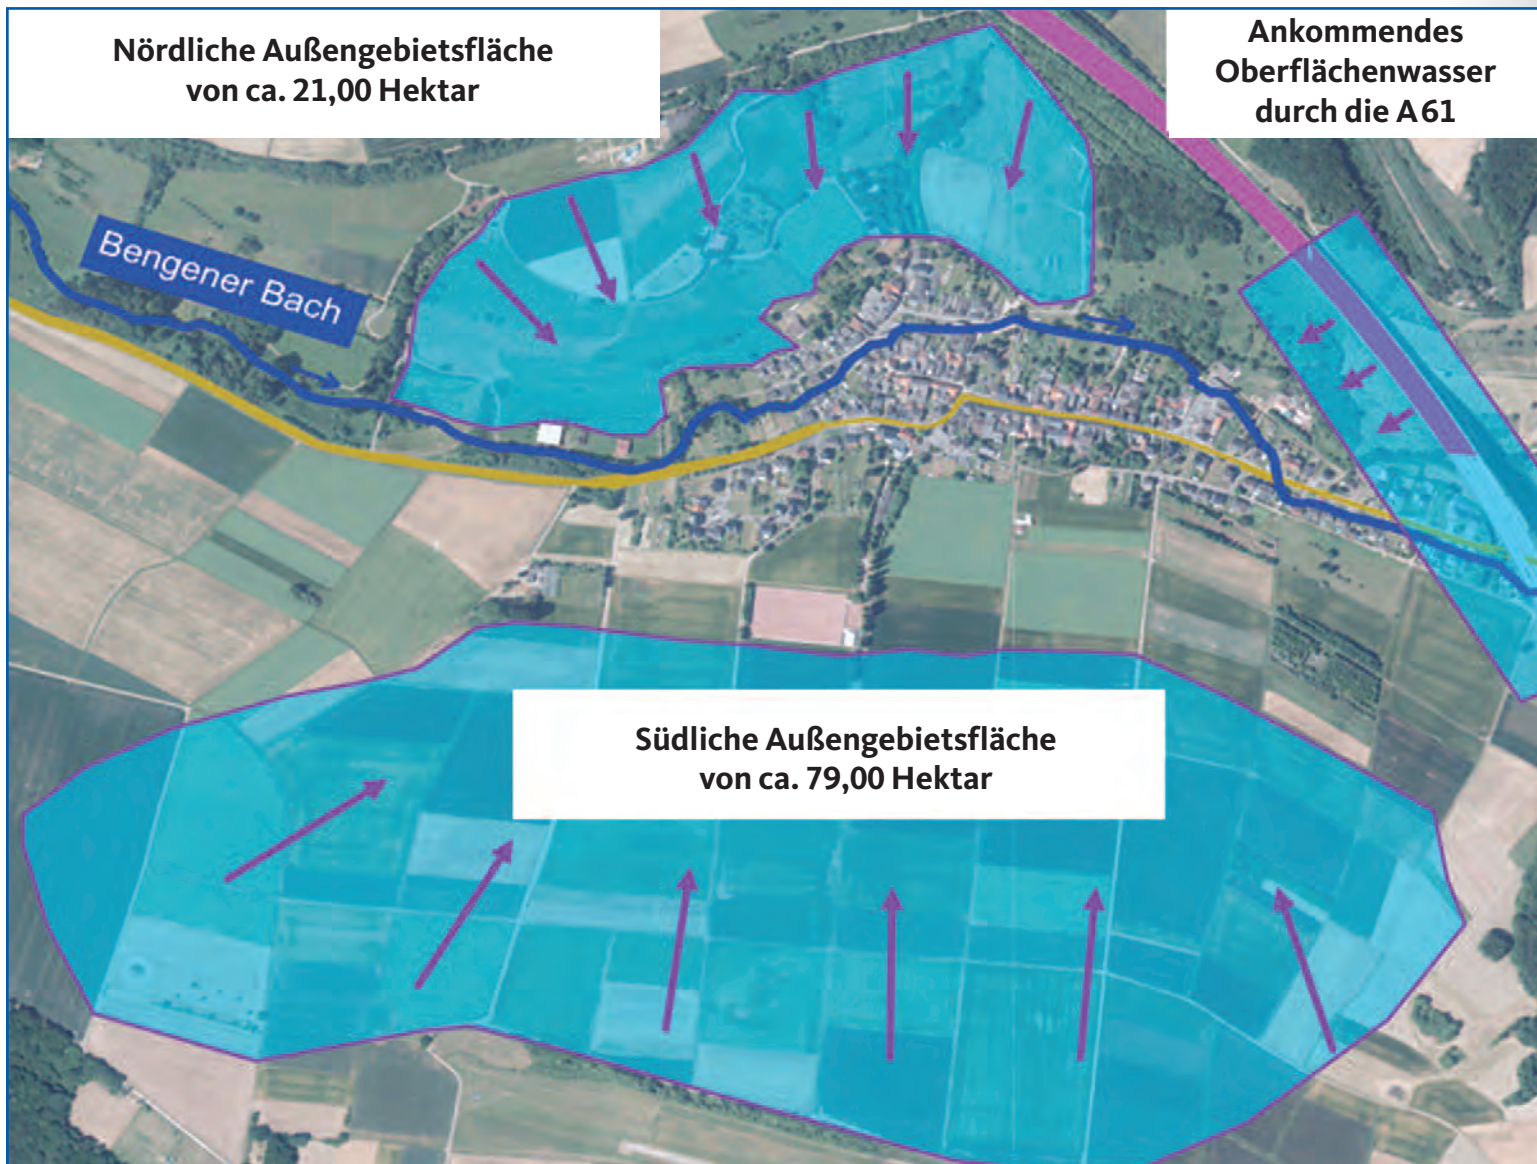 Nördliche Außengebietsfläche
von ca. 21,00 Hektar
Ankommendes
Oberflächenwasser
durch die A 61
Bengener Bach
Südliche Außengebietsfläche
von ca. 79,00 Hektar